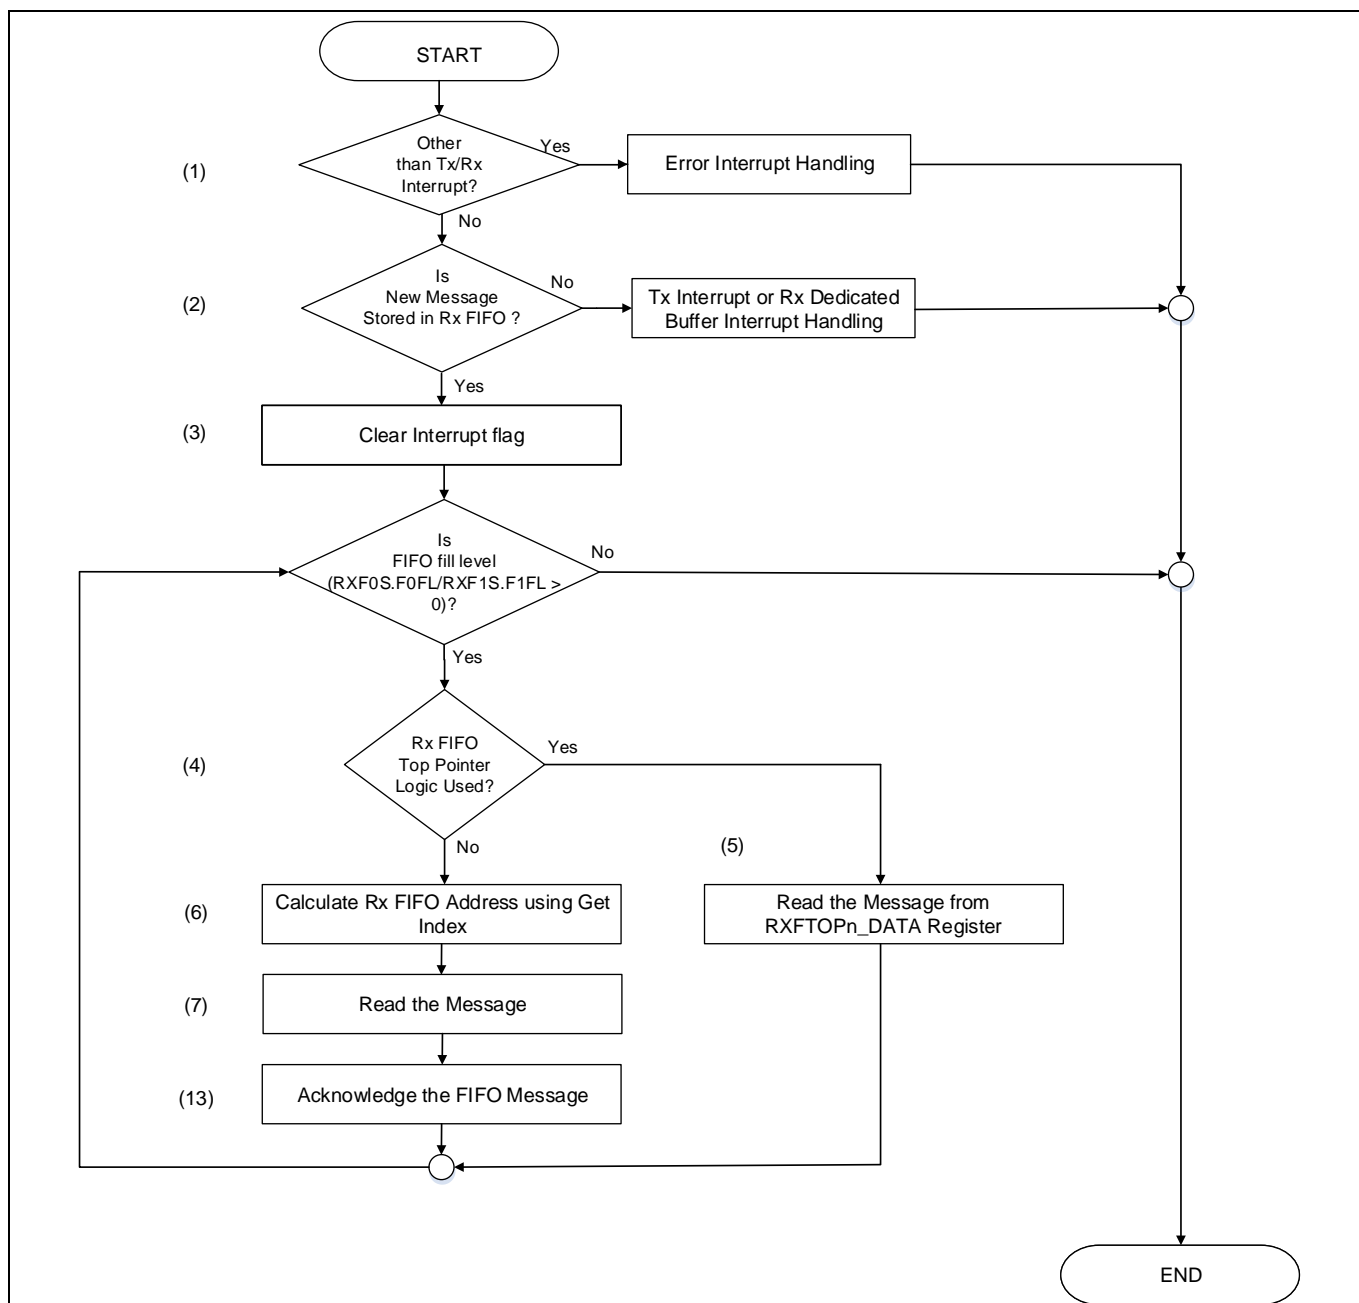 START
(1)
Other
than Tx/Rx
Interrupt?
Yes
Error Interrupt Handling
No
(2)
Is
New Message
Stored in Rx FIFO ?
No
Tx Interrupt or Rx Dedicated
Buffer Interrupt Handling
Yes
(3)
Clear Interrupt flag
Is
FIFO fill level
(RXF0S.F0FL/RXF1S.F1FL >
0)?
No
Yes
(4)
Rx FIFO
Top Pointer
Logic Used?
Yes
No
(5)
(6)
Calculate Rx FIFO Address using Get
Index
Read the Message from
RXFTOPn_DATA Register
(7)
Read the Message
(13)
Acknowledge the FIFO Message
END